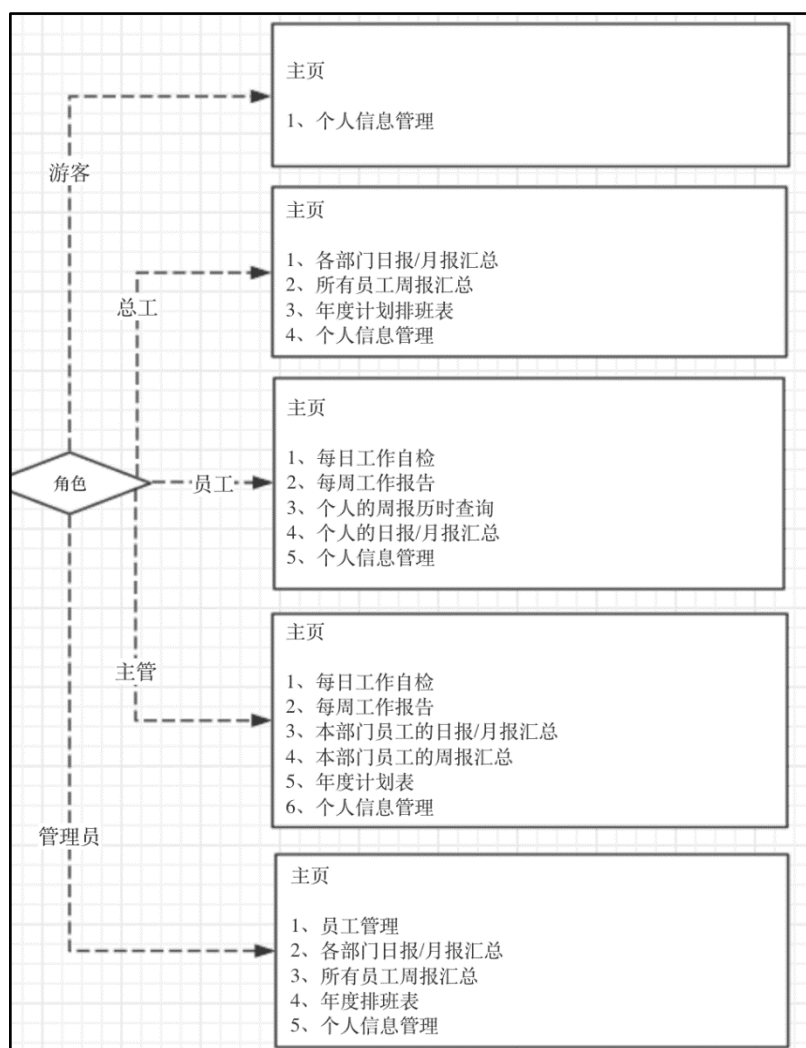 主页
1、个人信息管理
游客
主页
1、各部门日报/月报汇总
2、所有员工周报汇总
3、年度计划排班表
4、个人信息管理
总工
主页
1、每日工作自检
2、每周工作报告
3、个人的周报历时查询
4、个人的日报/月报汇总
5、个人信息管理
角色
员工
主页
1、每日工作自检
2、每周工作报告
3、本部门员工的日报/月报汇总
4、本部门员工的周报汇总
5、年度计划表
6、个人信息管理
主管
管理员
主页
1、员工管理
2、各部门日报/月报汇总
3、所有员工周报汇总
4、年度排班表
5、个人信息管理